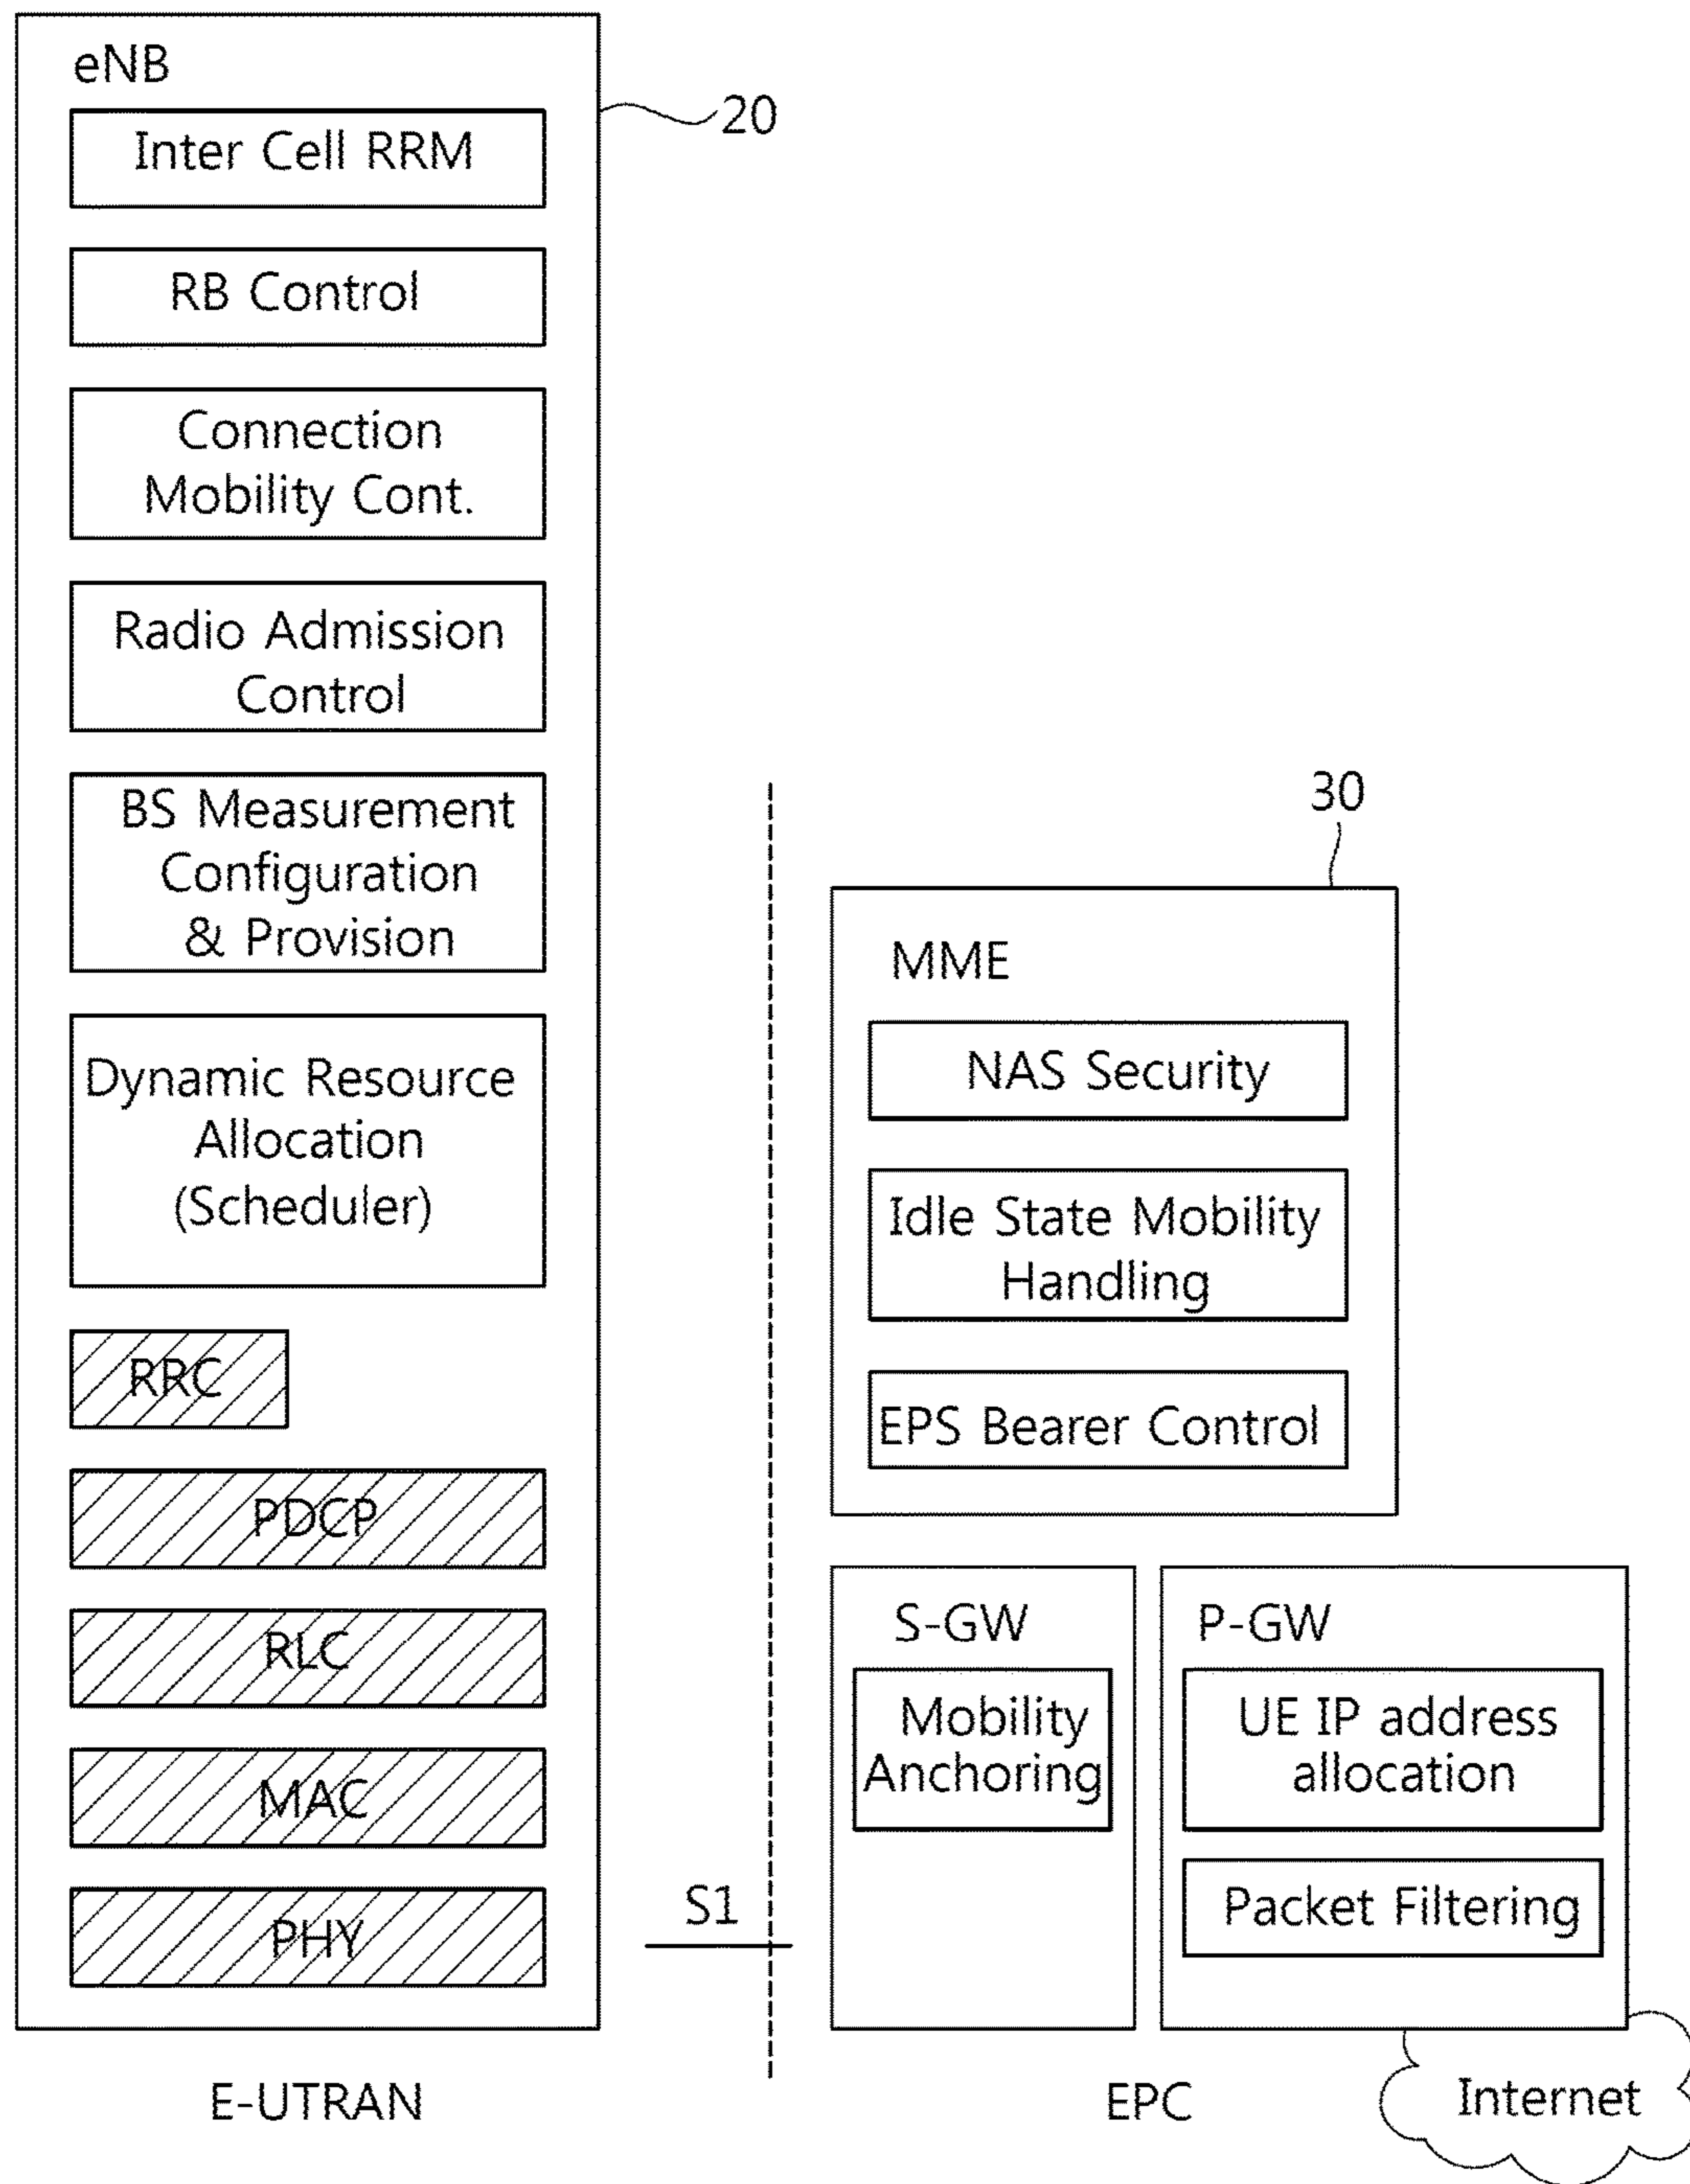 eNB
20
Inter Cell RRM
RB Control
Connection
Mobility Cont.
Radio Admission
Control
BS Measurement
Configuration
& Provision
Dynamic Resource
Allocation
(Scheduler)
RRC
PDCP
RLC
MAC
PHY
E-UTRAN
S1
30
MME
NAS Security
Idle State Mobility
Handling
EPS Bearer Control
S-GW
Mobility
Anchoring
P-GW
UE IP address
allocation
Packet Filtering
EPC
Internet